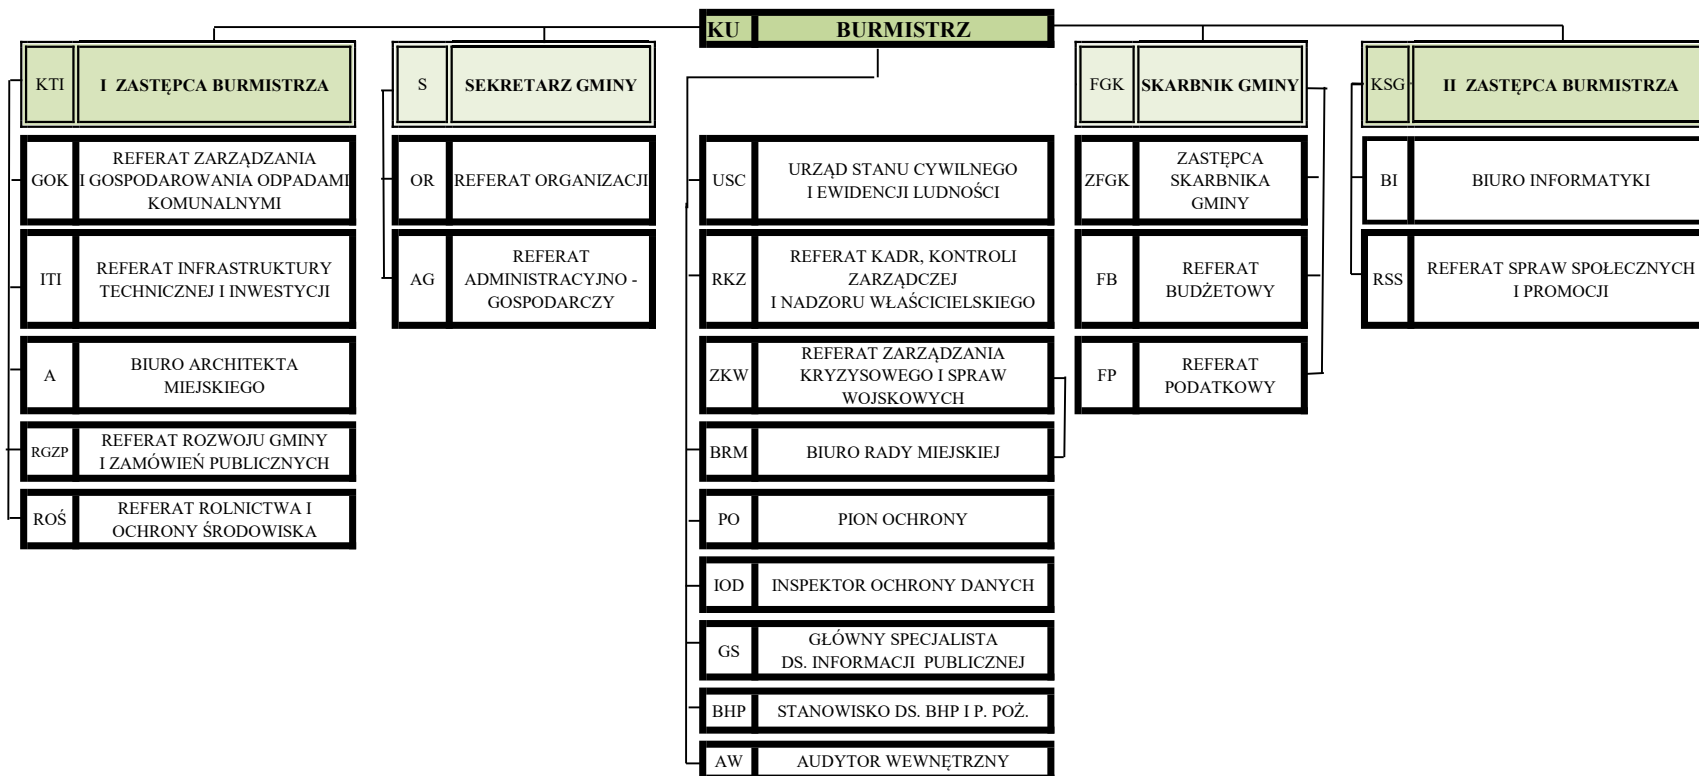 KU BURMISTRZ
KTI I ZASTĘPCA BURMISTRZA
GOK REFERAT ZARZĄDZANIA
I GOSPODAROWANIA ODPADAMI
KOMUNALNYMI
ITI REFERAT INFRASTRUKTURY
TECHNICZNEJ I INWESTYCJI
A BIURO ARCHITEKTA
MIEJSKIEGO
RGZP REFERAT ROZWOJU GMINY
I ZAMÓWIEŃ PUBLICZNYCH
ROŚ REFERAT ROLNICTWA I
OCHRONY ŚRODOWISKA
S SEKRETARZ GMINY
OR REFERAT ORGANIZACJI
AG REFERAT
ADMINISTRACYJNO -
GOSPODARCZY
USC URZĄD STANU CYWILNEGO
I EWIDENCJI LUDNOŚCI
RKZ REFERAT KADR, KONTROLI
ZARZĄDCZEJ
I NADZORU WŁAŚCICIELSKIEGO
ZKW REFERAT ZARZĄDZANIA
KRYZYSOWEGO I SPRAW
WOJSKOWYCH
BRM BIURO RADY MIEJSKIEJ
PO PION OCHRONY
IOD INSPEKTOR OCHRONY DANYCH
GS GŁÓWNY SPECJALISTA
DS. INFORMACJI PUBLICZNEJ
BHP STANOWISKO DS. BHP I P. POŻ.
AW AUDYTOR WEWNĘTRZNY
FGK SKARBNIK GMINY
ZFGK ZASTĘPCA
SKARBNIKA
GMINY
FB REFERAT
BUDŻETOWY
FP REFERAT
PODATKOWY
KSG II ZASTĘPCA BURMISTRZA
BI BIURO INFORMATYKI
RSS REFERAT SPRAW SPOŁECZNYCH
I PROMOCJI